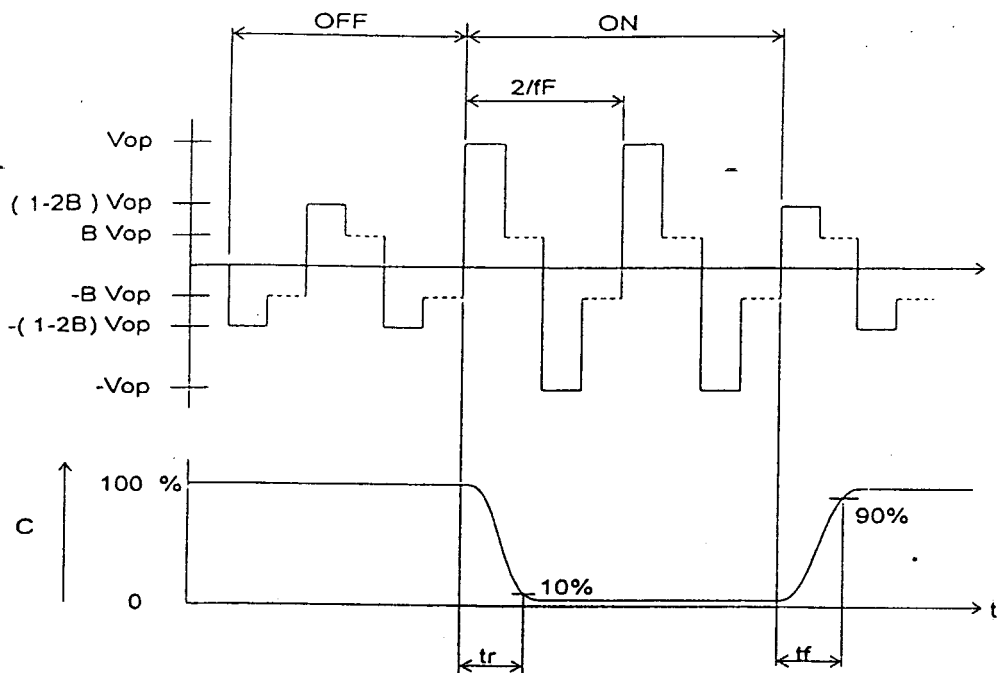 OFF
ON
2/fF
Vop
( 1-2B ) Vop
B Vop
-B Vop
-( 1-2B) Vop
-Vop
100 %
C
90%
10%
0
t
tr
tf